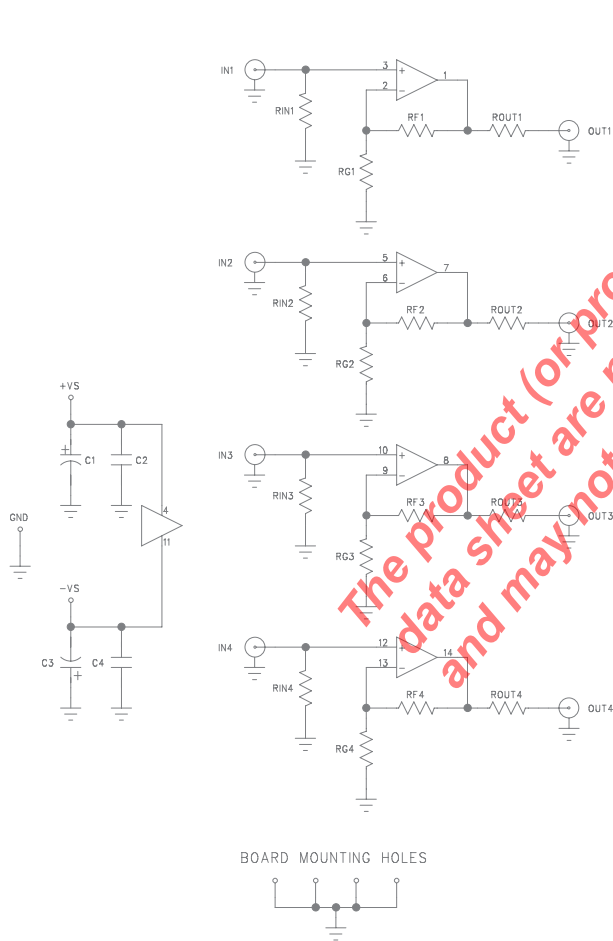 IN1
3
+
1
2
−
RIN1
RF1
ROUT1
OUT1
RG1
IN2
5
+
7
6
−
RIN2
RF2
ROUT2
OUT2
RG2
+VS
+
C1
C2
IN3
10
+
8
9
−
RIN3
RF3
ROUT3
OUT3
RG3
GND
4
11
−VS
C3
+
C4
IN4
12
+
14
13
−
RIN4
RF4
ROUT4
OUT4
RG4
The product (or
data sheet are
and may not
BOARD MOUNTING HOLES